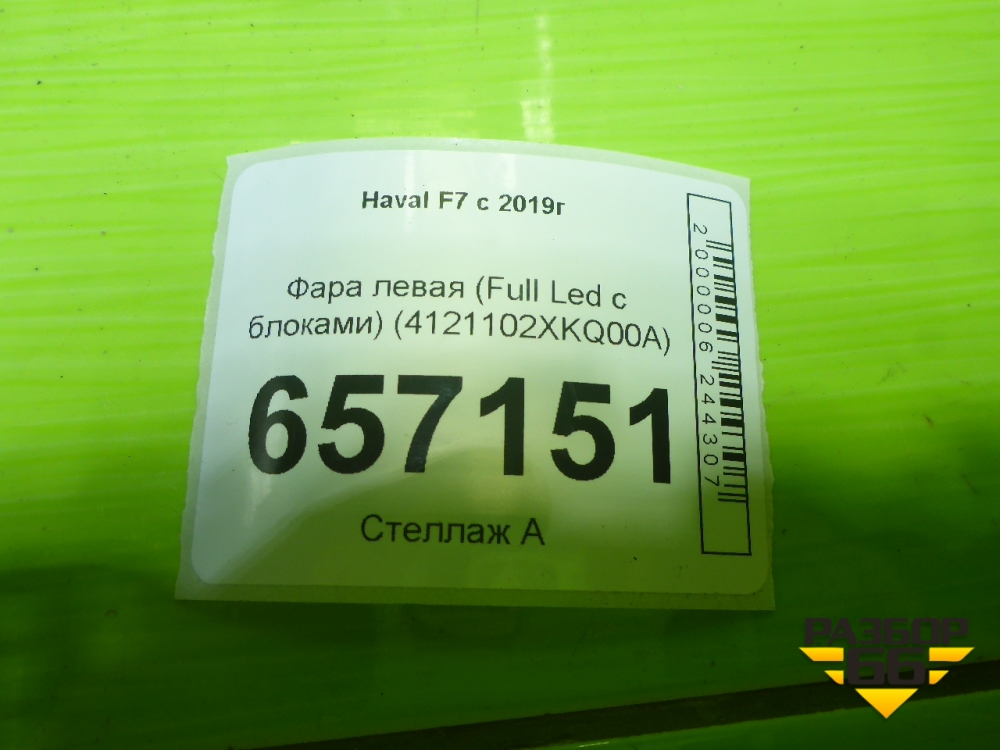 Haval F7 с 2019г
Фара левая (Full Led с
блоками) (4121102XKQ00A)
657151
Стеллаж А
2000006244307
РАЗБОР
66